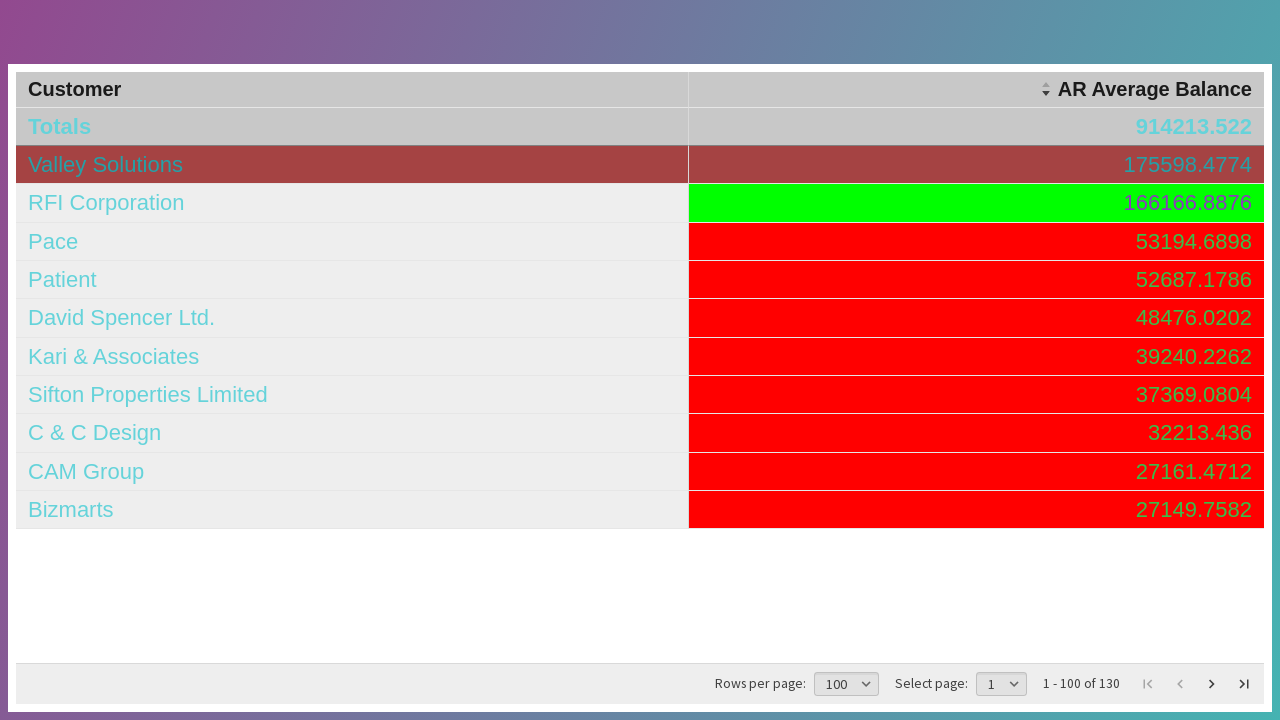 Customer AR Average Balance
Totals 914213.522
Valley Solutions 175598.4774
RFI Corporation 166166.8876
Pace 53194.6898
Patient 52687.1786
David Spencer Ltd. 48476.0202
Kari & Associates 39240.2262
Sifton Properties Limited 37369.0804
C & C Design 32213.436
CAM Group 27161.4712
Bizmarts 27149.7582
Rows per page: 100 Select page: 1 1 - 100 of 130